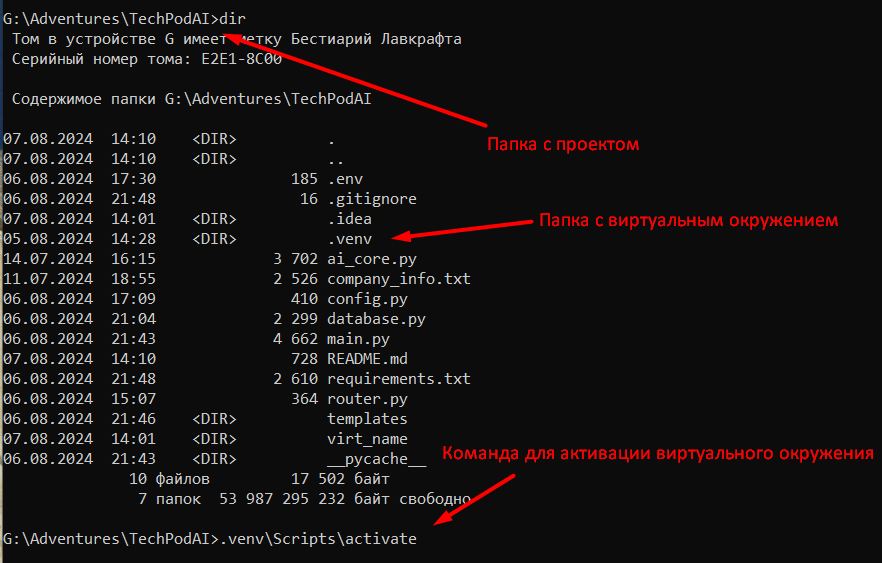 G:\Adventures\TechPodAI>dir
Том в устройстве G имеет метку Бестиарий Лавкрафта
Серийный номер тома: E2E1-8C00
Содержимое папки G:\Adventures\TechPodAI
07.08.2024 14:10 <DIR> .
Папка с проектом
07.08.2024 14:10 <DIR> ..
06.08.2024 17:30 185 .env
06.08.2024 21:48 16 .gitignore
07.08.2024 14:01 <DIR> .idea
Папка с виртуальным окружением
05.08.2024 14:28 <DIR> .venv
14.07.2024 16:15 3 702 ai_core.py
11.07.2024 18:55 2 526 company_info.txt
06.08.2024 17:09 410 config.py
06.08.2024 21:04 2 299 database.py
06.08.2024 21:43 4 662 main.py
07.08.2024 14:10 728 README.md
06.08.2024 21:48 2 610 requirements.txt
06.08.2024 15:07 364 router.py
06.08.2024 21:46 <DIR> templates
07.08.2024 14:01 <DIR> virt_name
06.08.2024 21:43 <DIR> __pycache__
Команда для активации виртуального окружения
10 файлов 17 502 байт
7 папок 53 987 295 232 байт свободно
G:\Adventures\TechPodAI>.venv\Scripts\activate